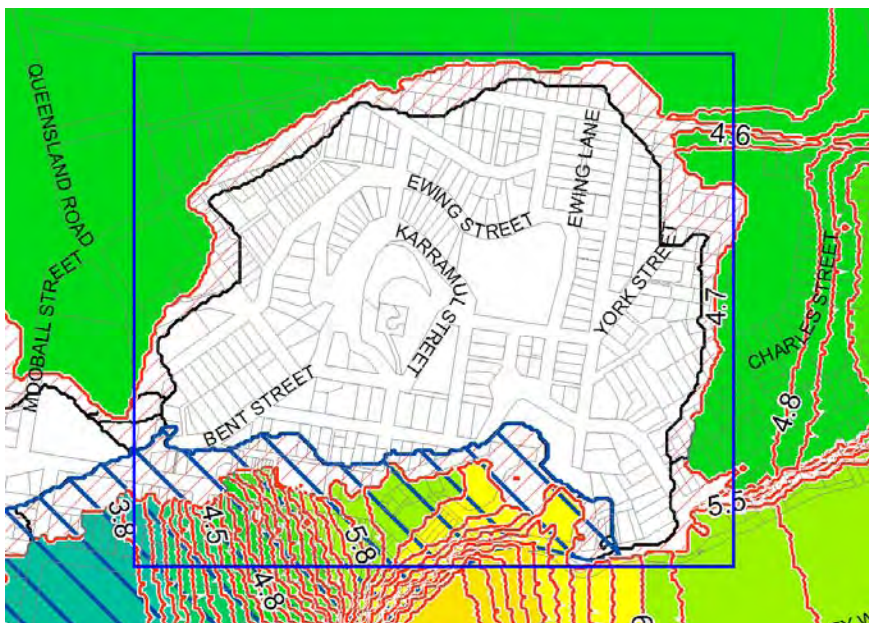 QUEENSLAND ROAD
MOOBALL STREET
EWING STREET
EWING LANE
KARRAMUL STREET
YORK STREET
BENT STREET
CHARLES STREET
4.6
4.7
4.8
5.5
3.8
4.5
4.8
5.8